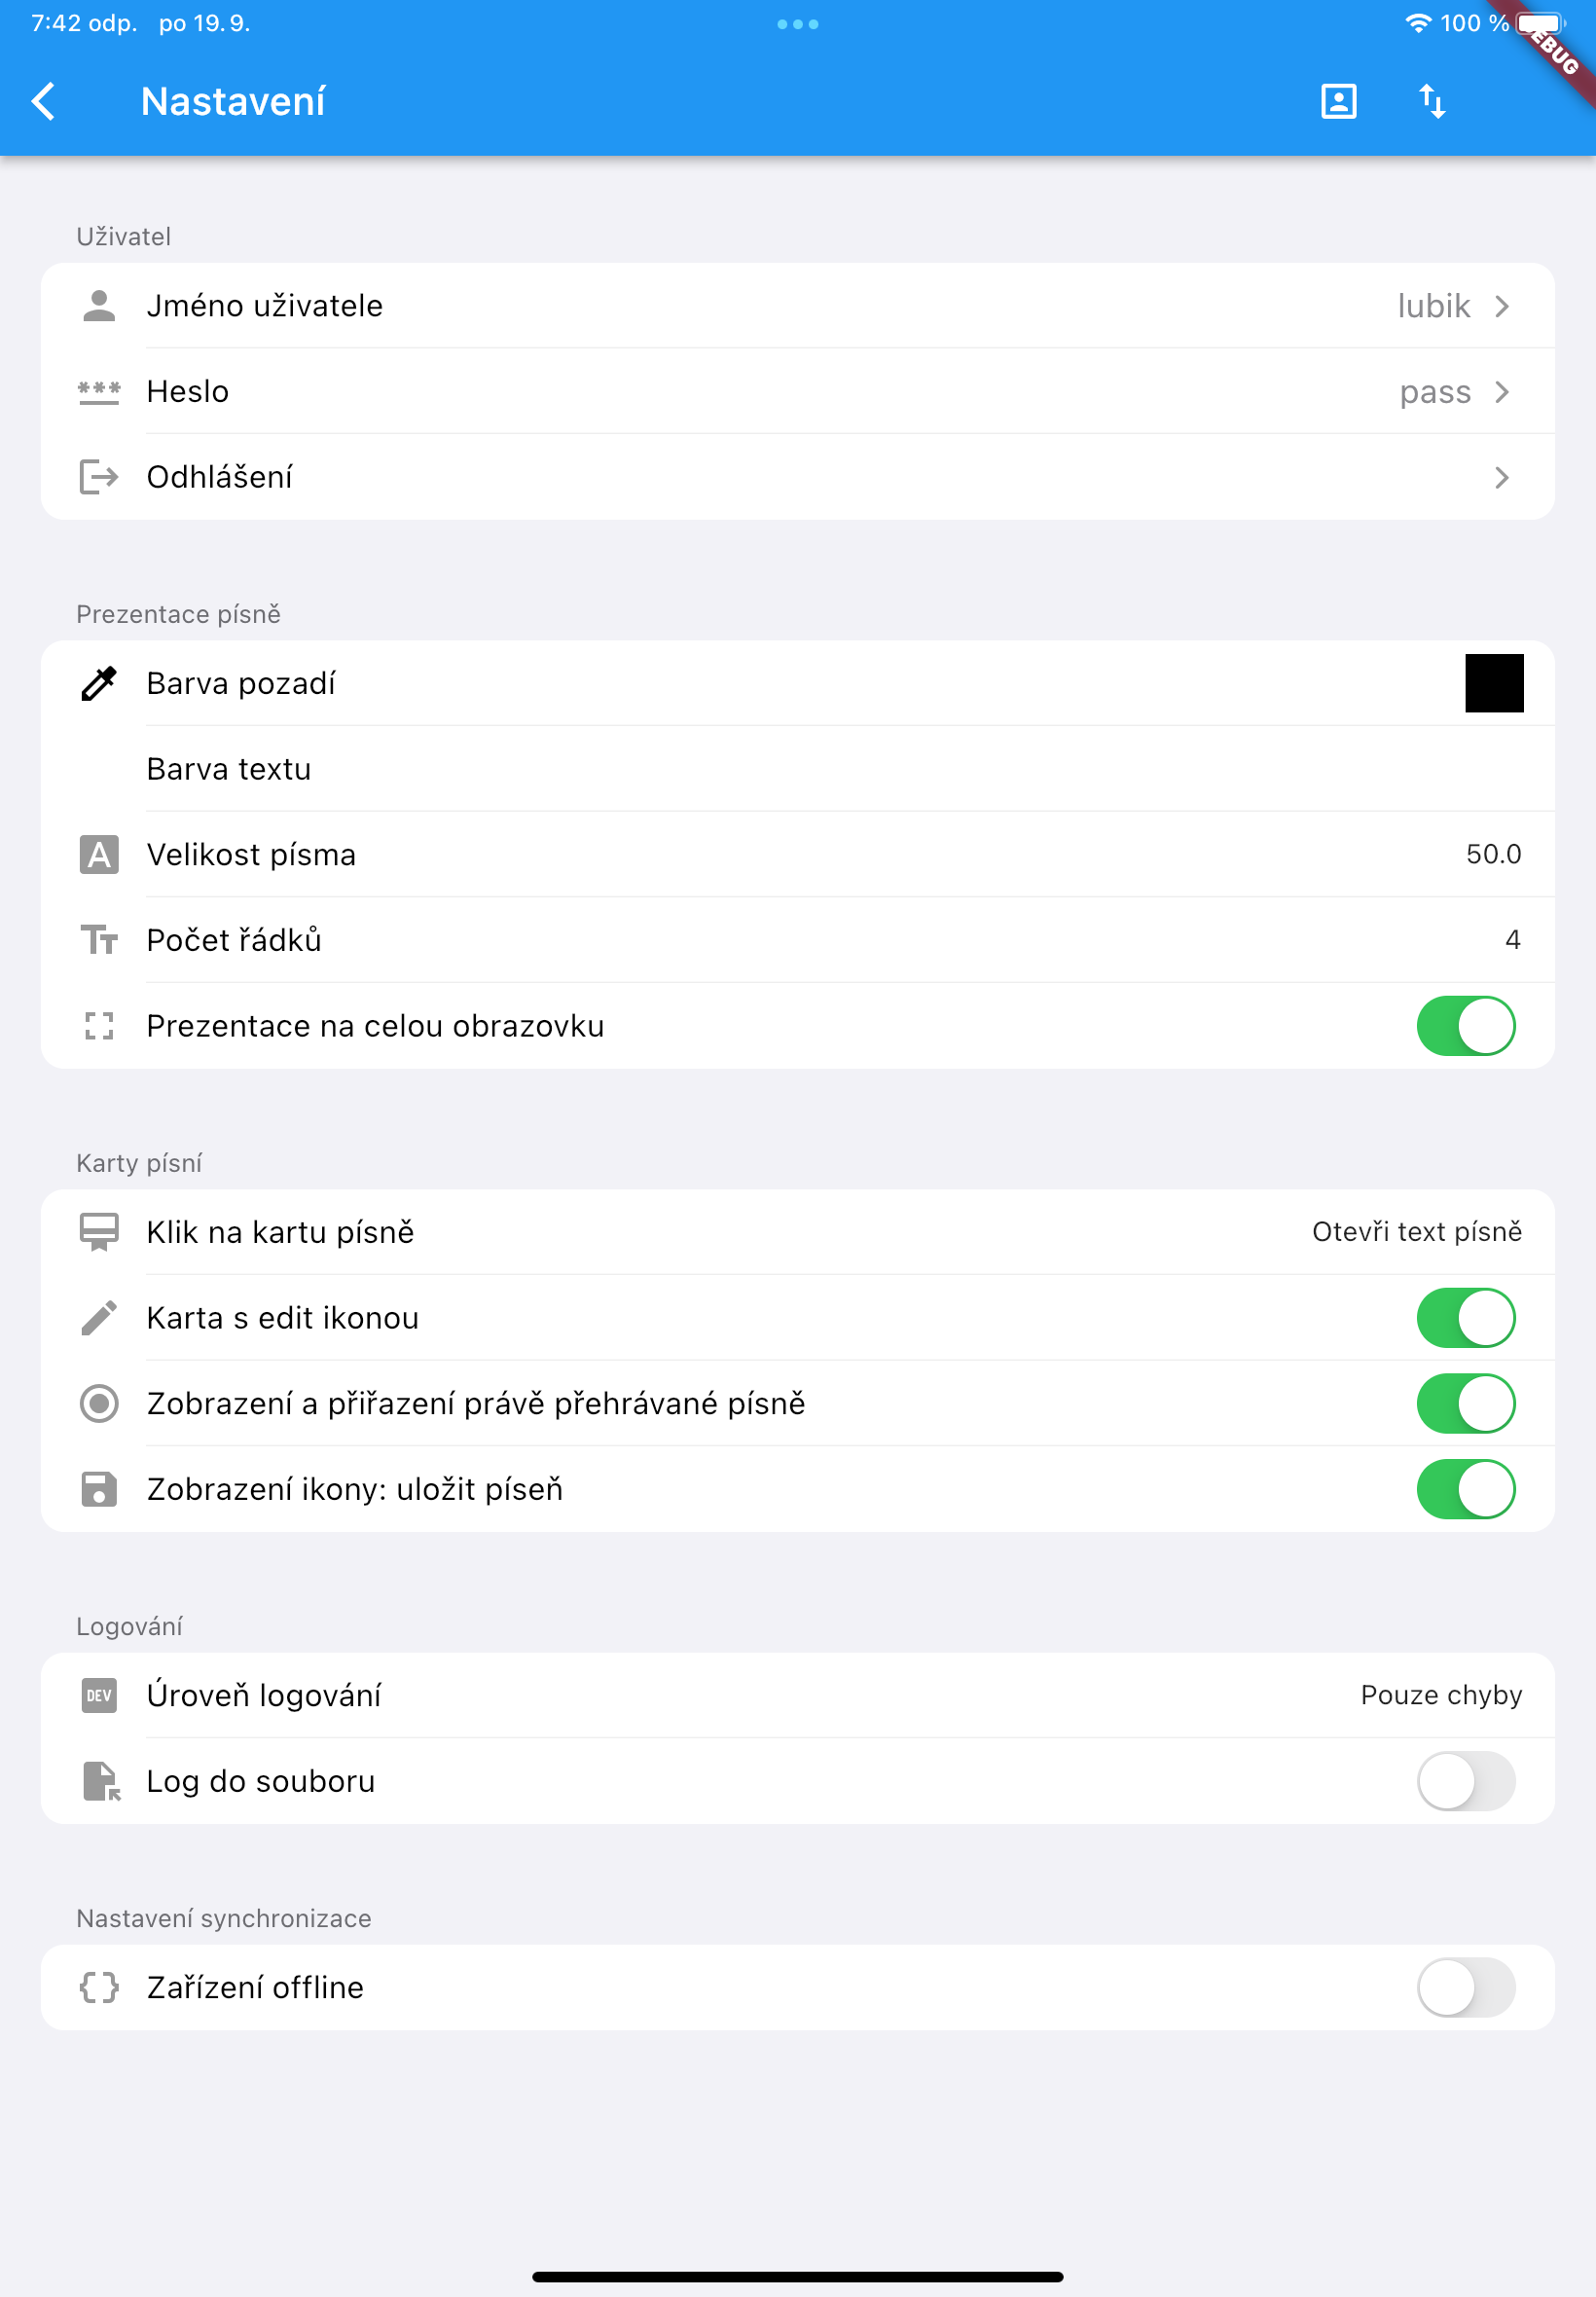 7:42 odp. po 19. 9.
100 %
EBUG
Nastavení
Uživatel
Jméno uživatele lubik
*** Heslo pass
Odhlášení
Prezentace písně
Barva pozadí
Barva textu
A Velikost písma 50.0
Tт Počet řádků 4
Prezentace na celou obrazovku
Karty písní
Klik na kartu písně Otevři text písně
Karta s edit ikonou
Zobrazení a přiřazení právě přehrávané písně
Zobrazení ikony: uložit píseň
Logování
DEV Úroveň logování Pouze chyby
Log do souboru
Nastavení synchronizace
{} Zařízení offline